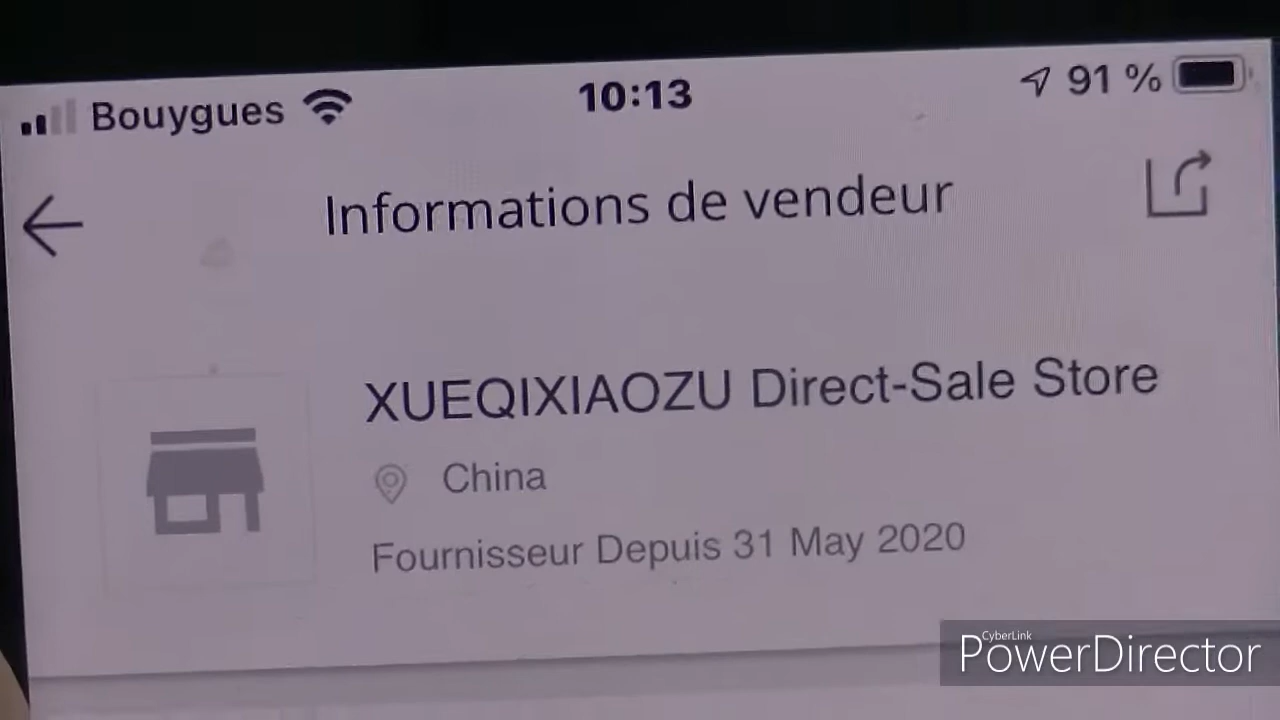 Bouygues 10:13 91 %
Informations de vendeur
XUEQIXIAOZU Direct-Sale Store
China
Fournisseur Depuis 31 May 2020
CyberLink
PowerDirector